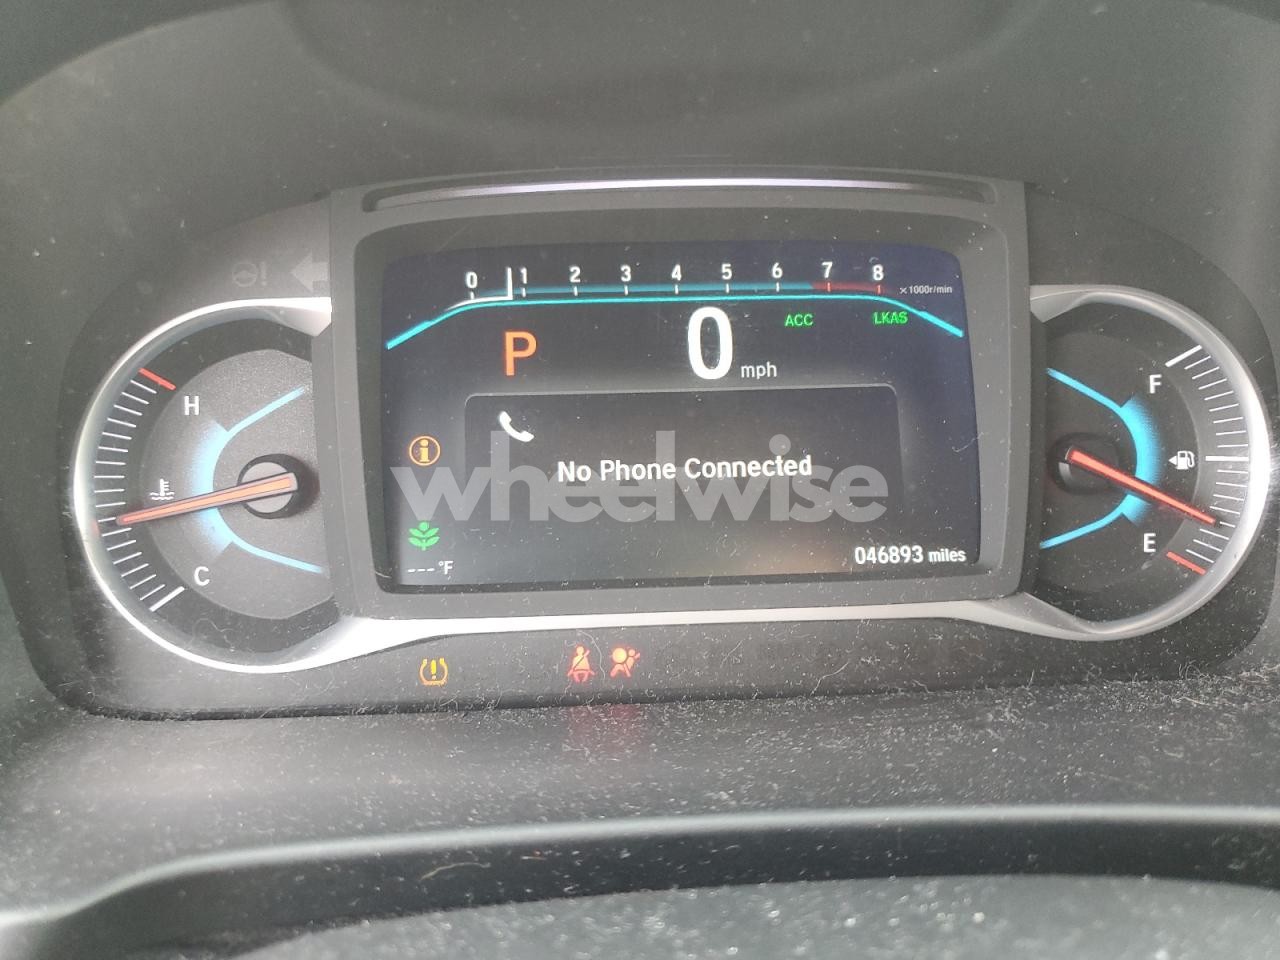 0 1 2 3 4 5 6 7 8
x1000r/min
ACC LKAS
P 0 mph
H
F
No Phone Connected
wheelwise
C
E
---°F
046893 miles